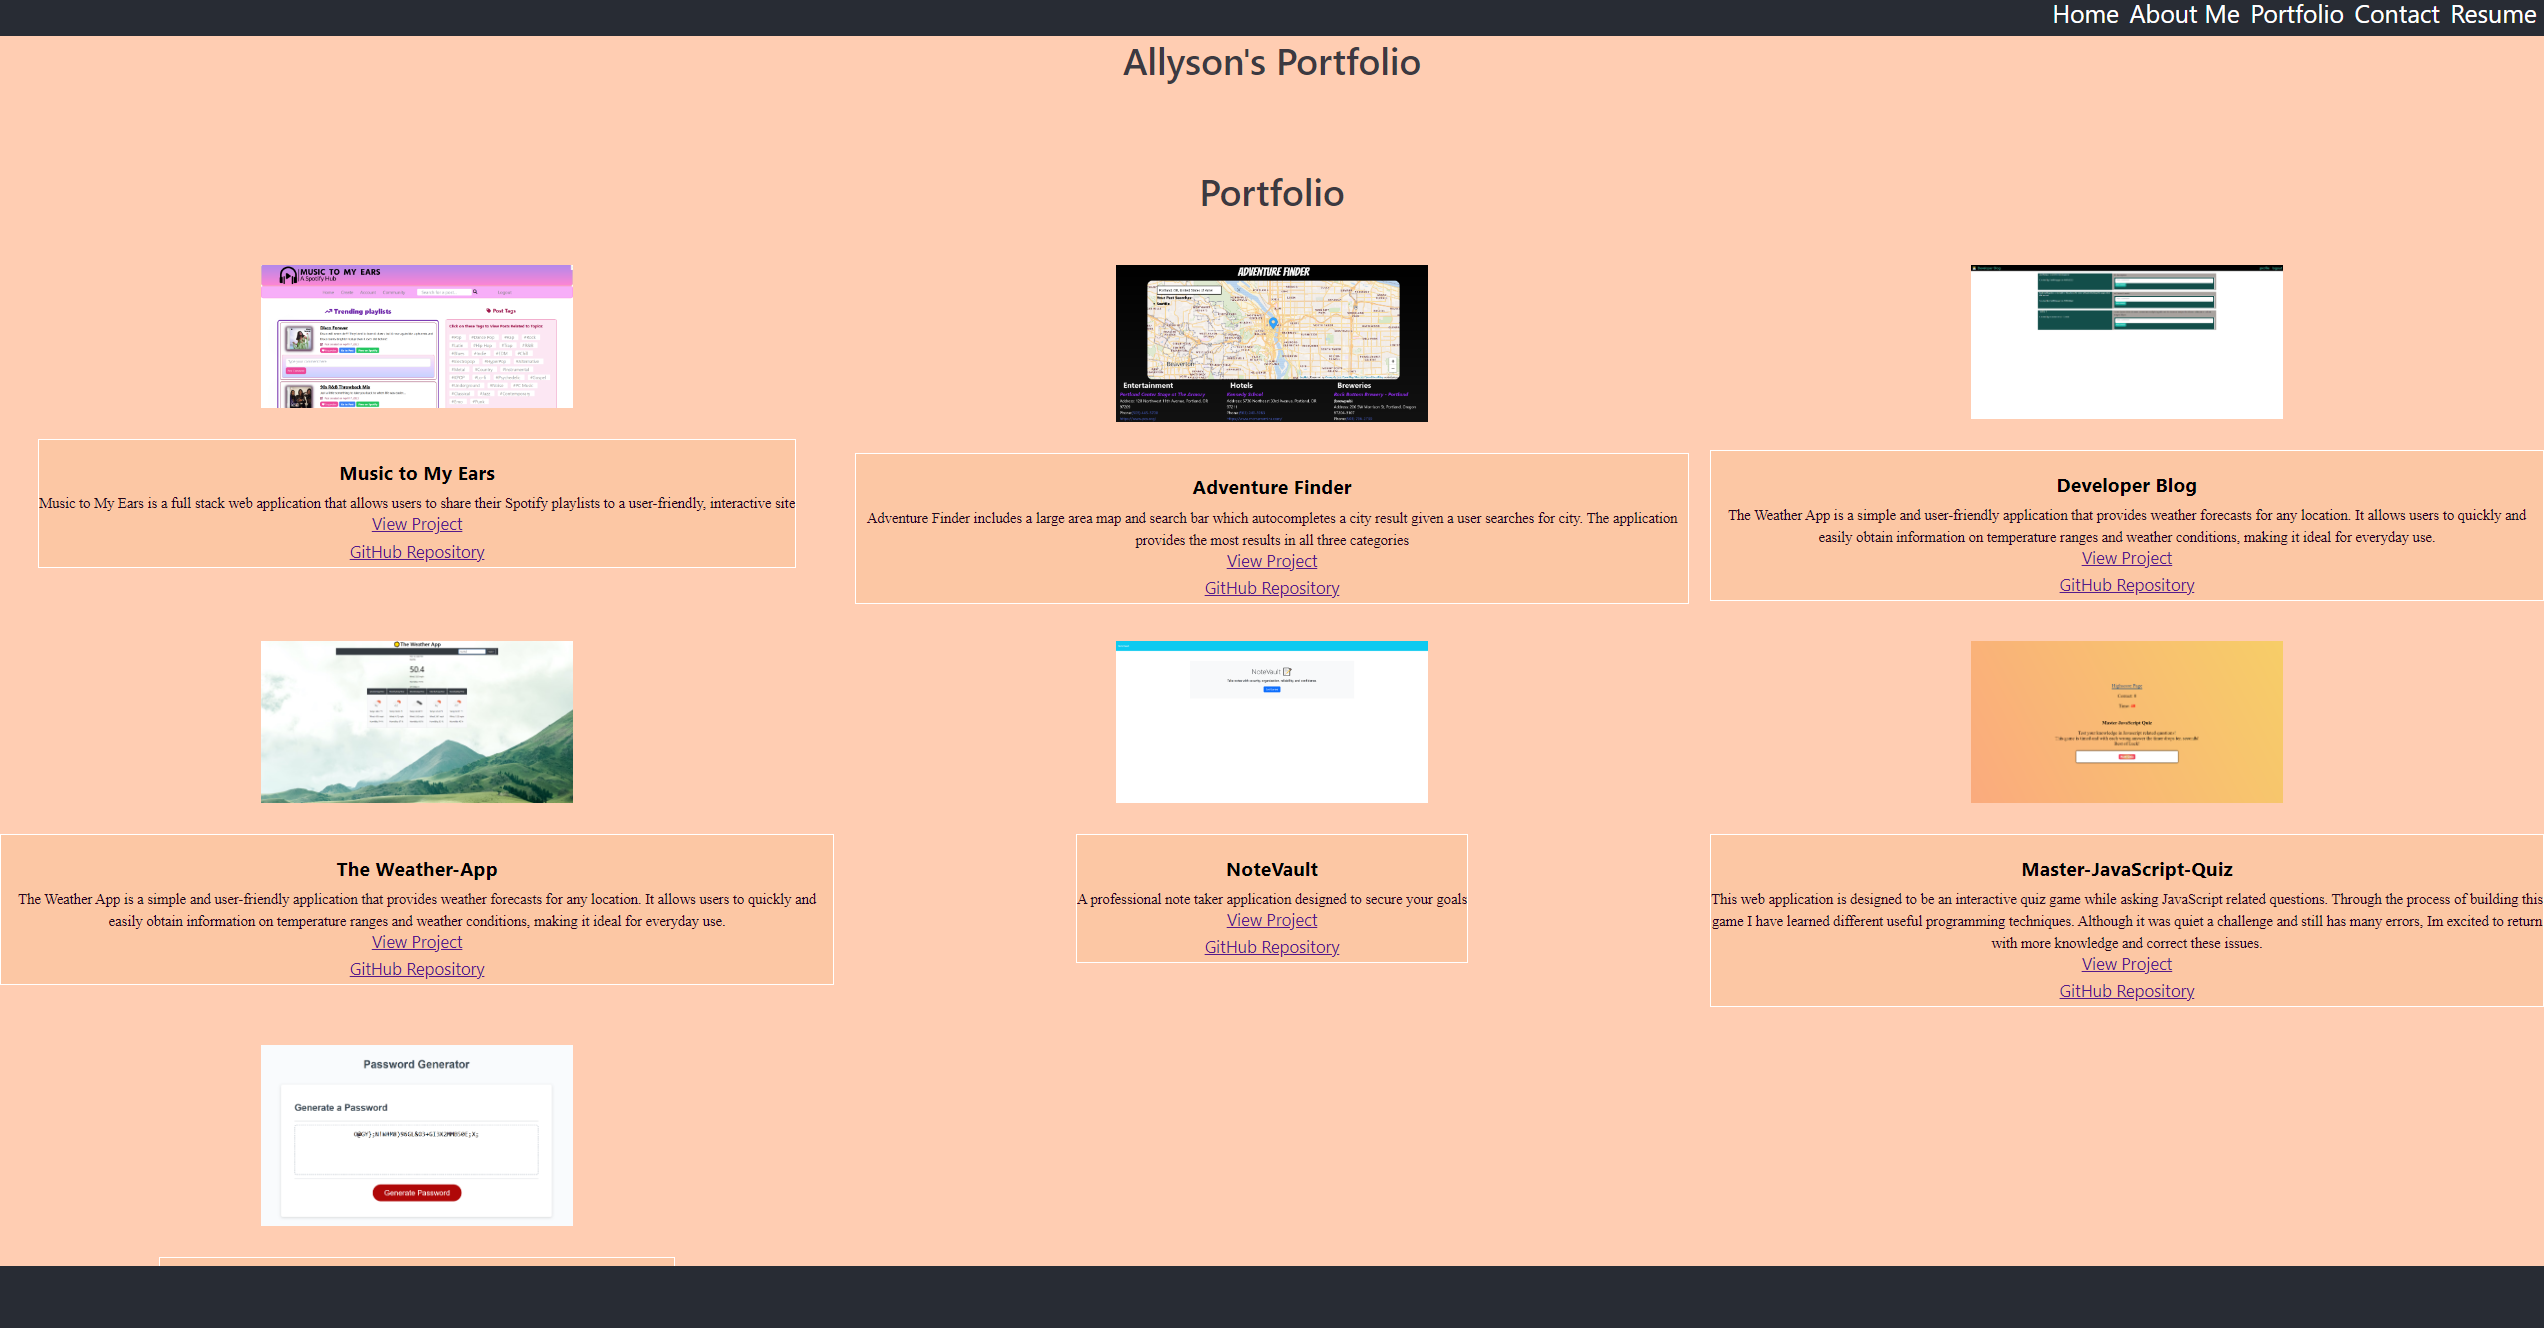 Home About Me Portfolio Contact Resume
Allyson's Portfolio
Portfolio
MUSIC TO MY EARS
A Spotify Hub
Trending playlists
Post Tags
ADVENTURE FINDER
Entertainment Hotels Breweries
Music to My Ears
Music to My Ears is a full stack web application that allows users to share their Spotify playlists to a user-friendly, interactive site
View Project
GitHub Repository
Adventure Finder
Adventure Finder includes a large area map and search bar which autocompletes a city result given a user searches for city. The application
provides the most results in all three categories
View Project
GitHub Repository
Developer Blog
The Weather App is a simple and user-friendly application that provides weather forecasts for any location. It allows users to quickly and
easily obtain information on temperature ranges and weather conditions, making it ideal for everyday use.
View Project
GitHub Repository
The Weather App
50.4
NoteVault
Master JavaScript Quiz
The Weather-App
The Weather App is a simple and user-friendly application that provides weather forecasts for any location. It allows users to quickly and
easily obtain information on temperature ranges and weather conditions, making it ideal for everyday use.
View Project
GitHub Repository
NoteVault
A professional note taker application designed to secure your goals
View Project
GitHub Repository
Master-JavaScript-Quiz
This web application is designed to be an interactive quiz game while asking JavaScript related questions. Through the process of building this
game I have learned different useful programming techniques. Although it was quiet a challenge and still has many errors, Im excited to return
with more knowledge and correct these issues.
View Project
GitHub Repository
Password Generator
Generate a Password
Generate Password